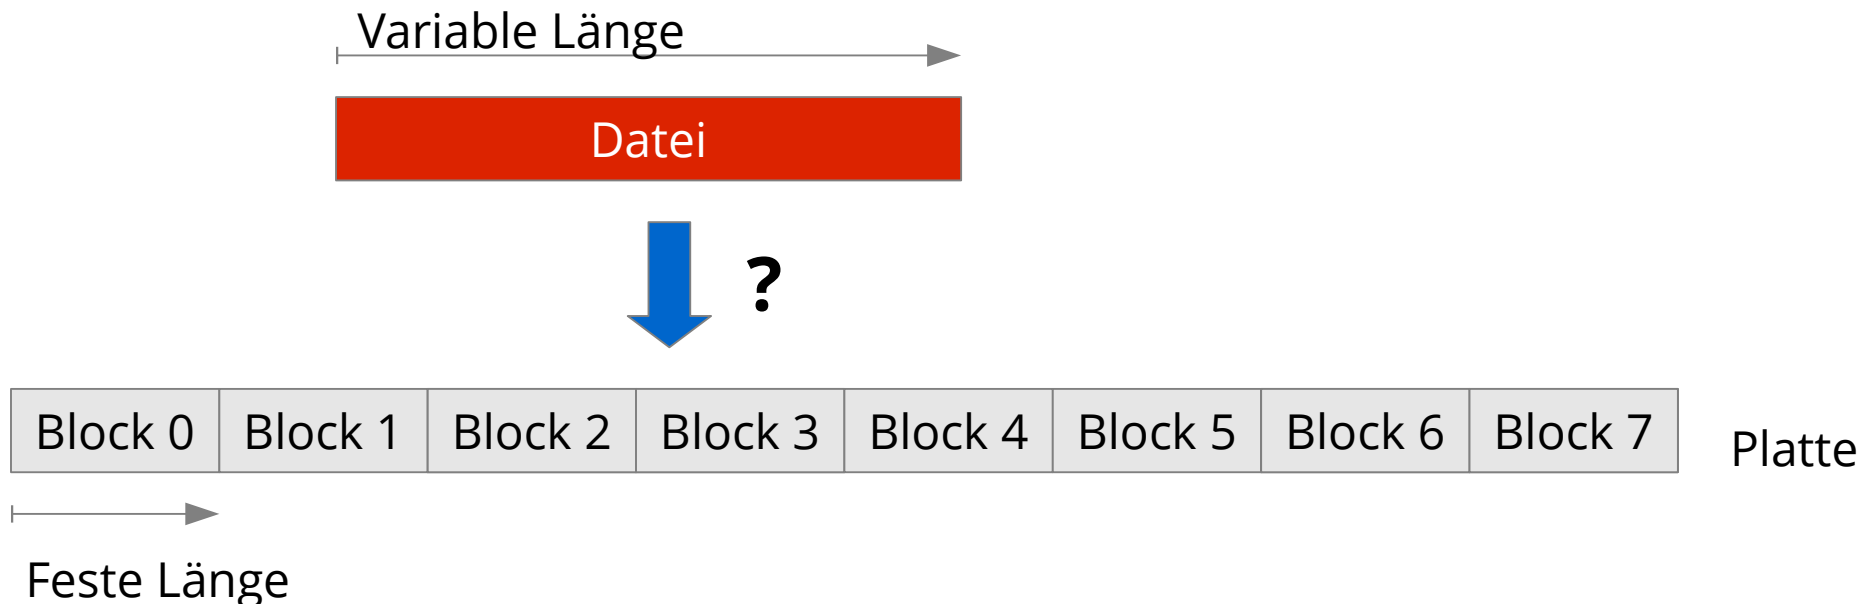 Variable Länge
Datei
?
Block 0 Block 1 Block 2 Block 3 Block 4 Block 5 Block 6 Block 7 Platte
Feste Länge